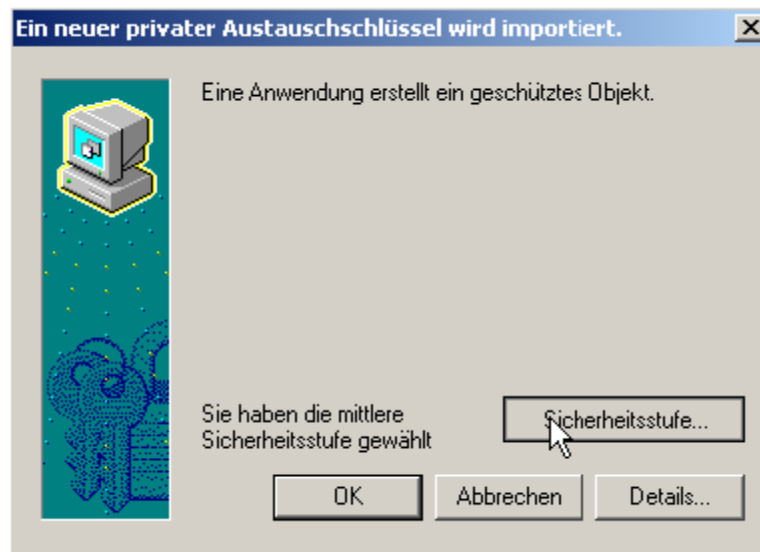 Ein neuer privater Austauschschlüssel wird importiert.
Eine Anwendung erstellt ein geschütztes Objekt.
Sie haben die mittlere
Sicherheitsstufe gewählt
Sicherheitsstufe...
OK
Abbrechen
Details...